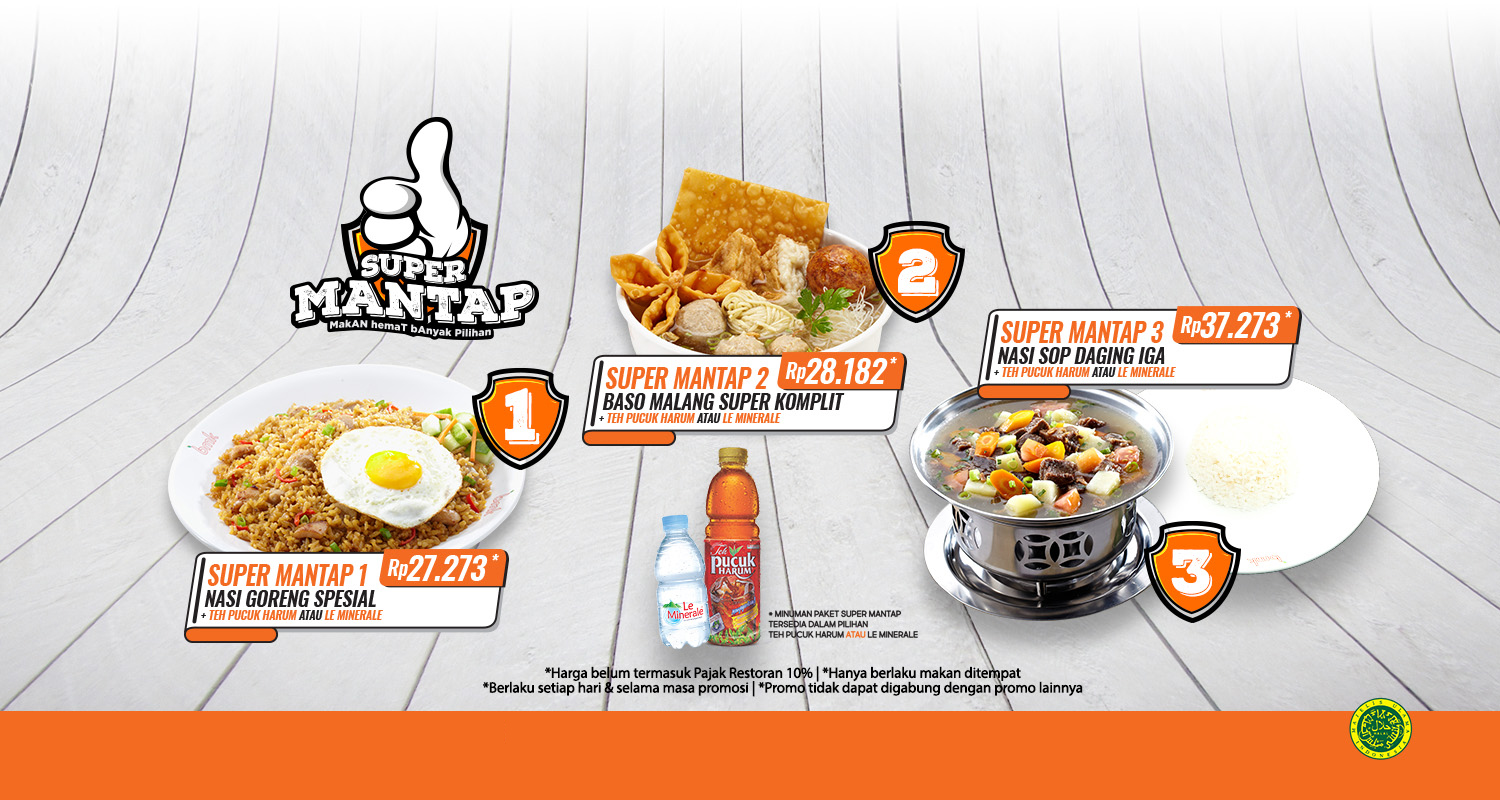 SUPER
MANTAP
MakAN hemaT bAnyak Pilihan
1
SUPER MANTAP 1
Rp27.273*
NASI GORENG SPESIAL
+ TEH PUCUK HARUM ATAU LE MINERALE
2
SUPER MANTAP 2
Rp28.182*
BASO MALANG SUPER KOMPLIT
+ TEH PUCUK HARUM ATAU LE MINERALE
SUPER MANTAP 3
Rp37.273*
NASI SOP DAGING IGA
+ TEH PUCUK HARUM ATAU LE MINERALE
3
Le
Minerale
Teh
Pucuk
HARUM
* MINUMAN PAKET SUPER MANTAP
TERSEDIA DALAM PILIHAN
TEH PUCUK HARUM ATAU LE MINERALE
*Harga belum termasuk Pajak Restoran 10% | *Hanya berlaku makan ditempat
*Berlaku setiap hari & selama masa promosi | *Promo tidak dapat digabung dengan promo lainnya
MAJELIS ULAMA
INDONESIA
حلال